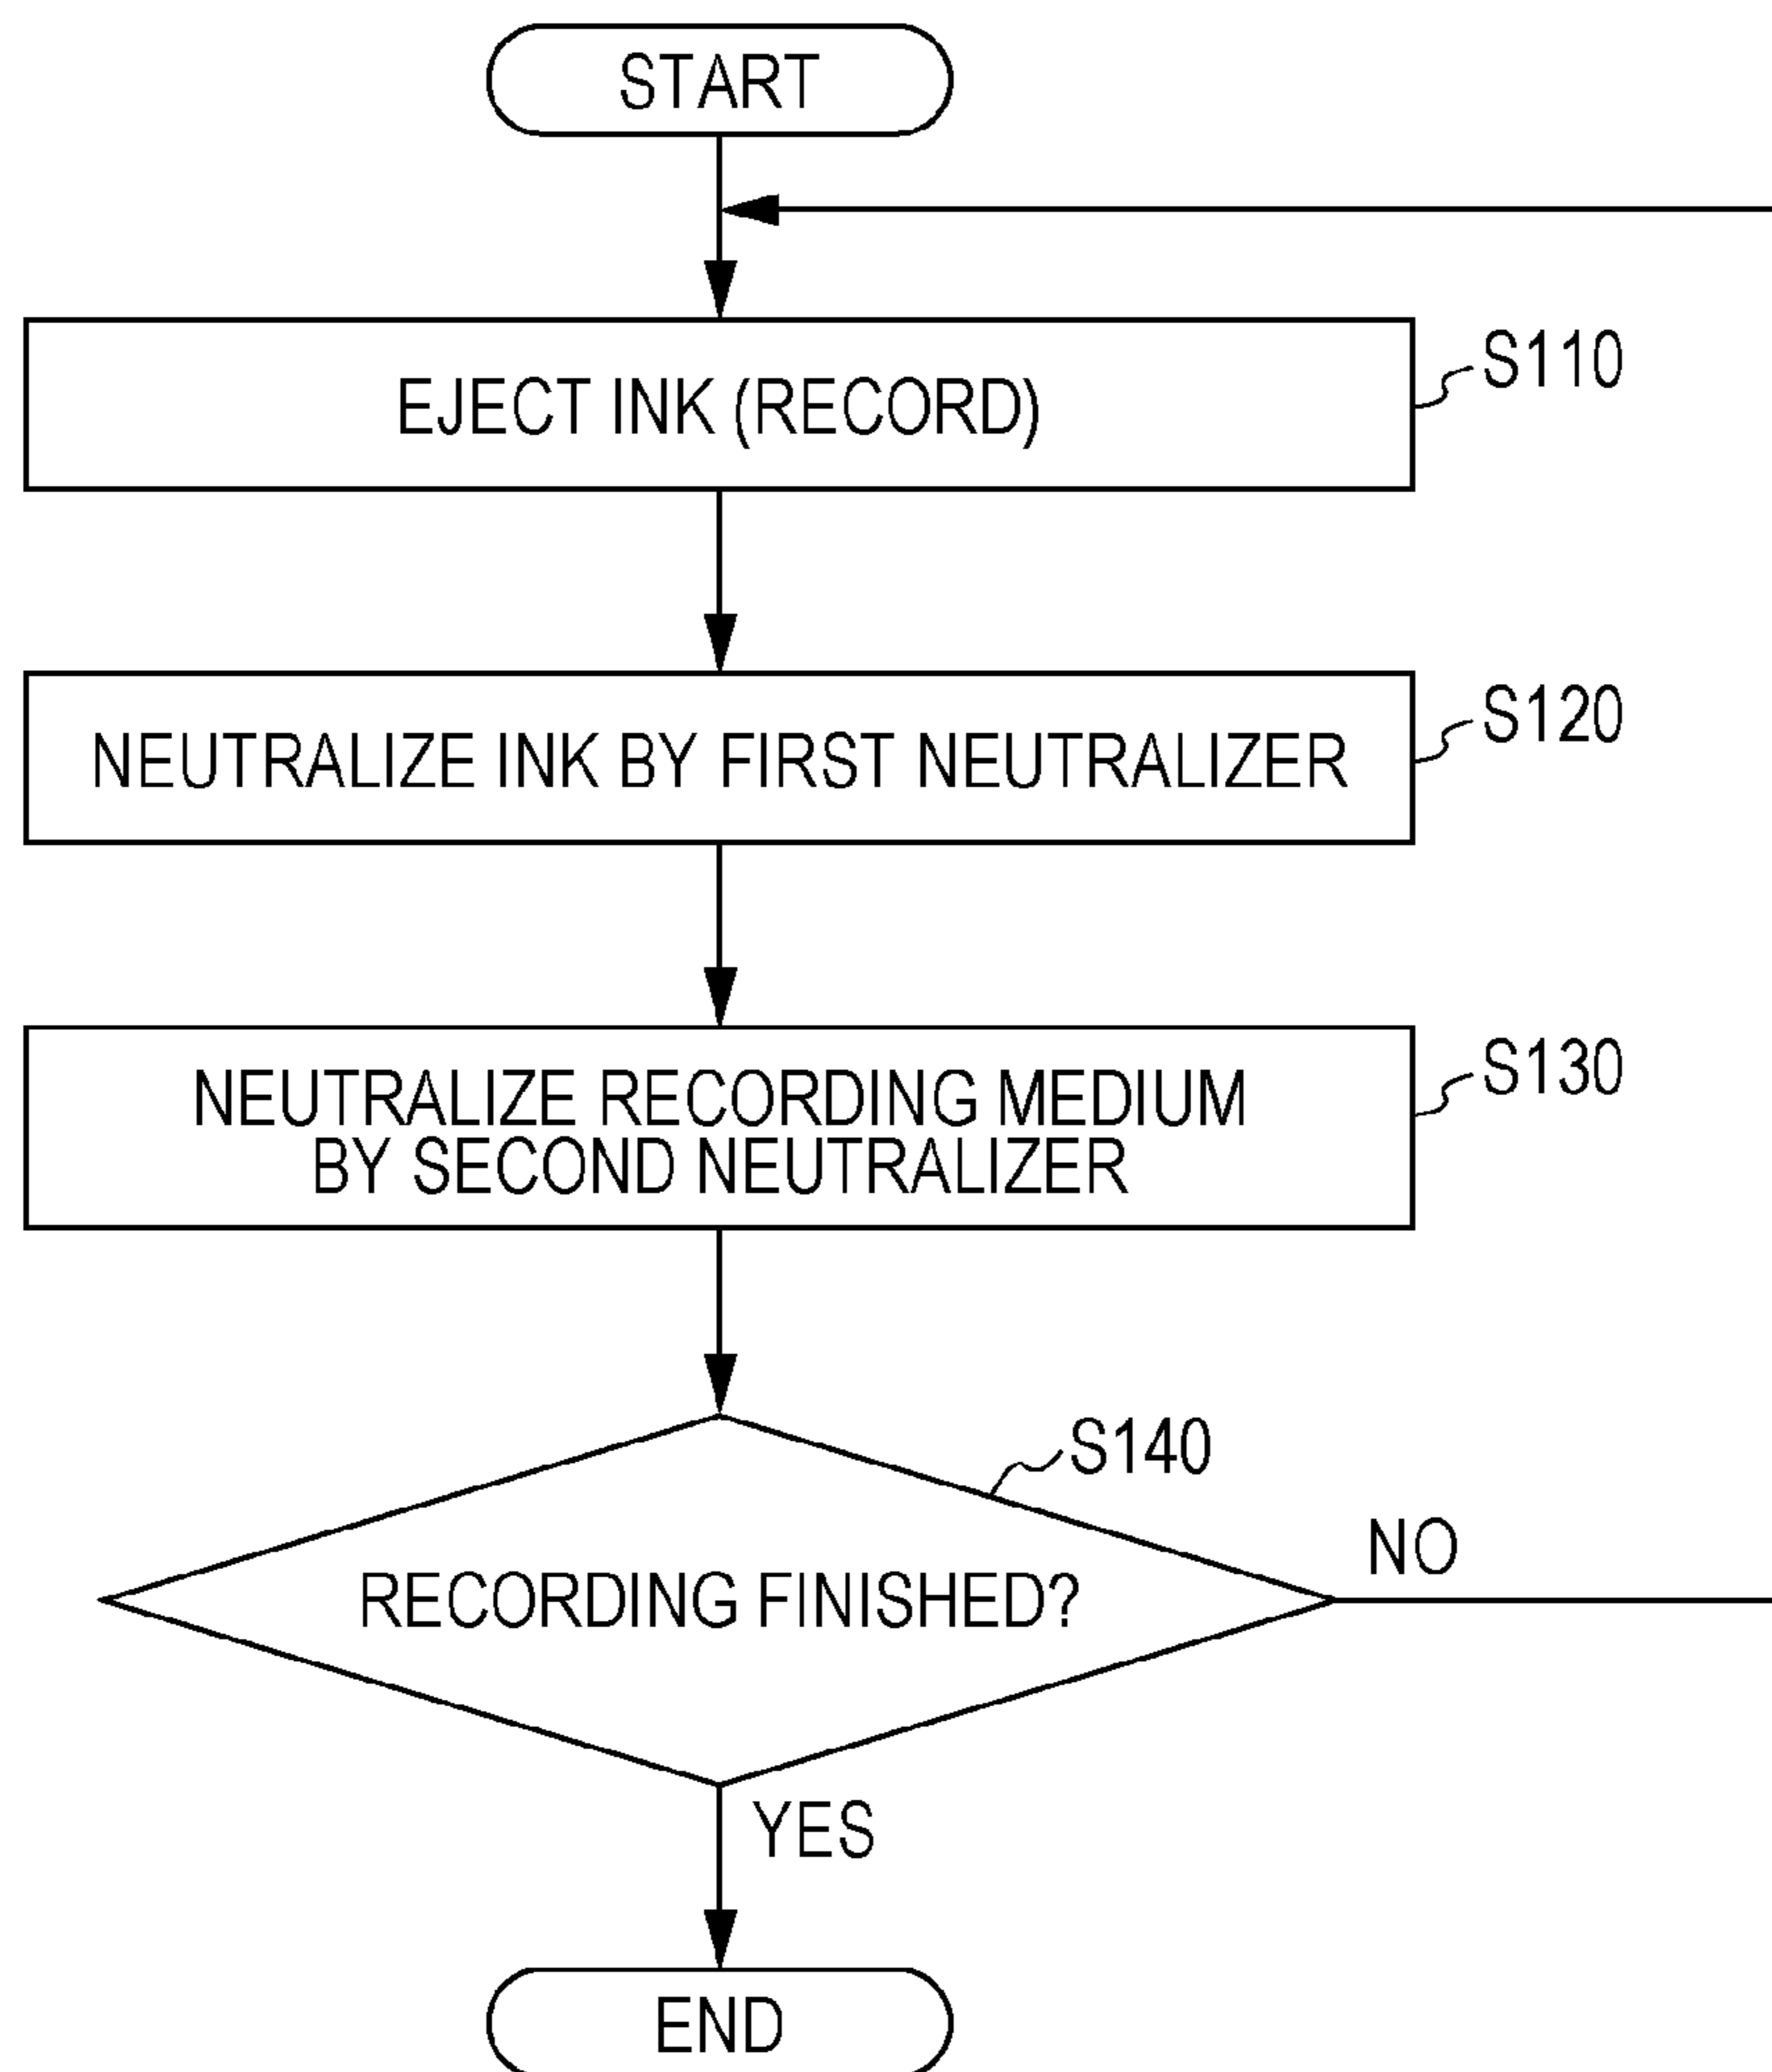 START
EJECT INK (RECORD)
S110
NEUTRALIZE INK BY FIRST NEUTRALIZER
S120
NEUTRALIZE RECORDING MEDIUM
BY SECOND NEUTRALIZER
S130
S140
RECORDING FINISHED?
NO
YES
END